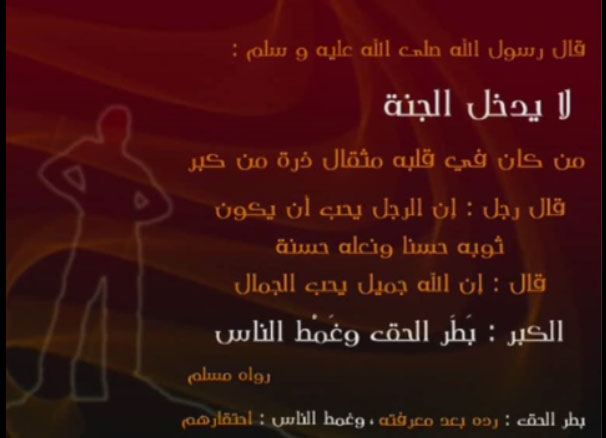 قال رسول الله صلى الله عليه و سلم :
لا يدخل الجنة
من كان في قلبه مثقال ذرة من كبر
قال رجل : إن الرجل يحب أن يكون
ثوبه حسنا ونعله حسنة
قال : إن الله جميل يحب الجمال
الكبر : بَطَر الحق وغَمْط الناس
رواه مسلم
بطر الحق : رده بعد معرفته ، وغمط الناس : احتقارهم